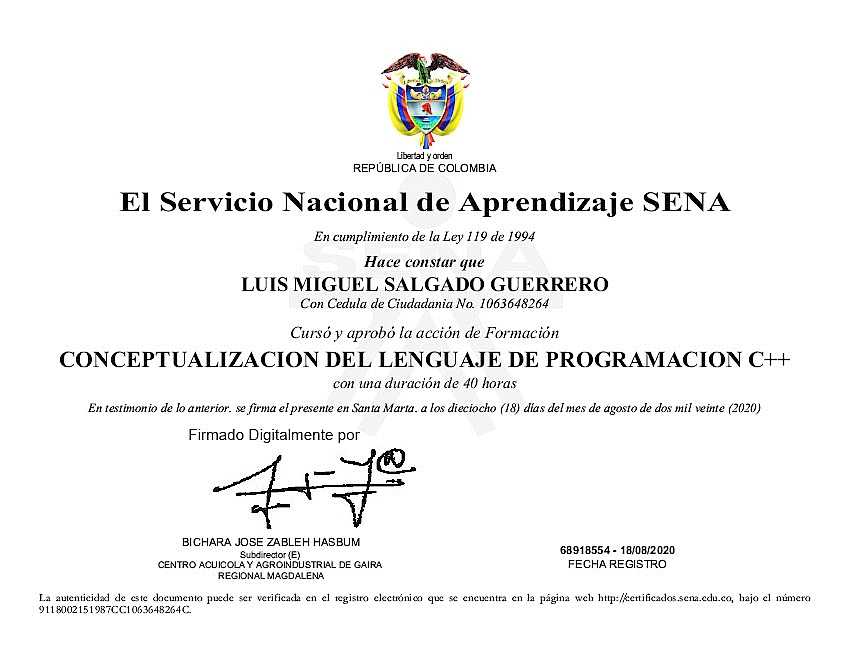 Libertad y orden
REPÚBLICA DE COLOMBIA
El Servicio Nacional de Aprendizaje SENA
En cumplimiento de la Ley 119 de 1994
Hace constar que
LUIS MIGUEL SALGADO GUERRERO
Con Cedula de Ciudadania No. 1063648264
Cursó y aprobó la acción de Formación
CONCEPTUALIZACION DEL LENGUAJE DE PROGRAMACION C++
con una duración de 40 horas
En testimonio de lo anterior. se firma el presente en Santa Marta. a los dieciocho (18) días del mes de agosto de dos mil veinte (2020)
Firmado Digitalmente por
BICHARA JOSE ZABLEH HASBUM
Subdirector (E)
CENTRO ACUICOLA Y AGROINDUSTRIAL DE GAIRA
REGIONAL MAGDALENA
68918554 - 18/08/2020
FECHA REGISTRO
La autenticidad de este documento puede ser verificada en el registro electrónico que se encuentra en la página web http://certificados.sena.edu.co, bajo el número
9118002151987CC1063648264C.
SENA